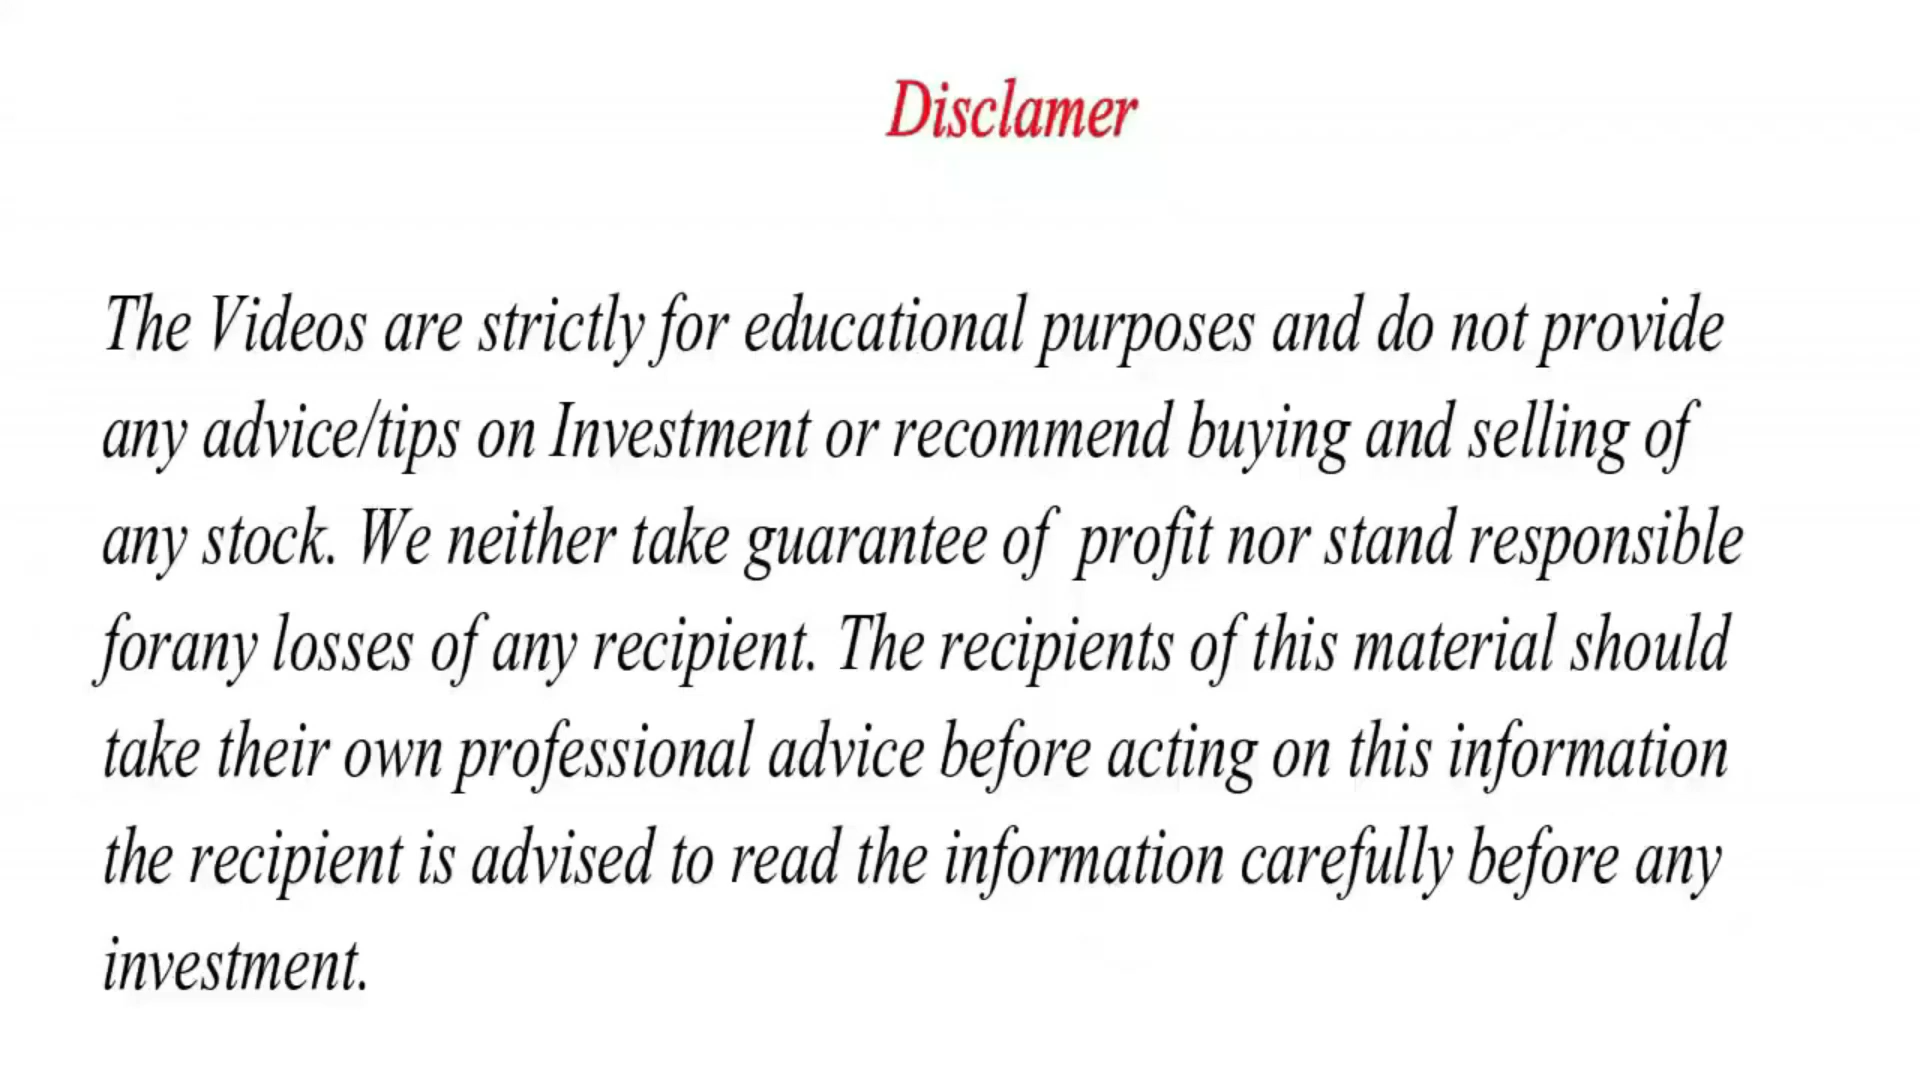 Disclamer
The Videos are strictly for educational purposes and do not provide
any advice/tips on Investment or recommend buying and selling of
any stock. We neither take guarantee of  profit nor stand responsible
forany losses of any recipient. The recipients of this material should
take their own professional advice before acting on this information
the recipient is advised to read the information carefully before any
investment.